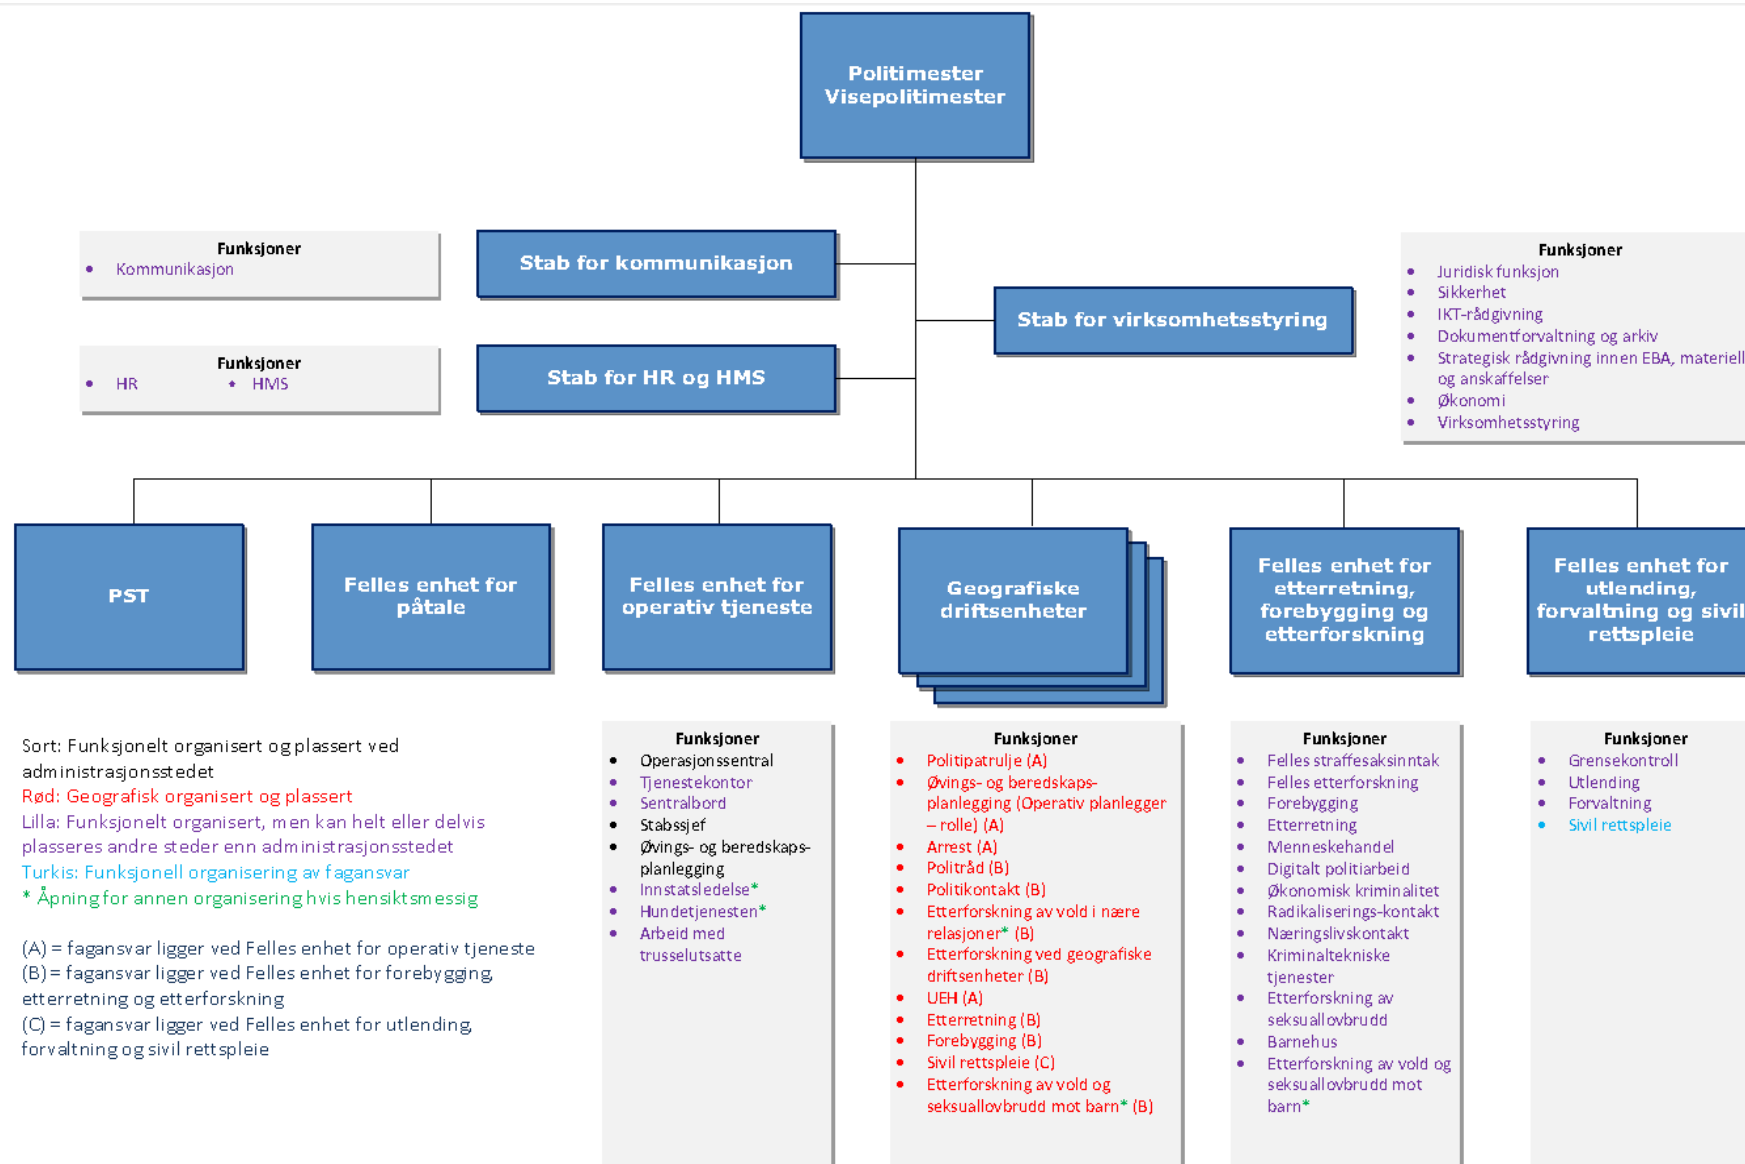 Politimester
Visepolitimester
Funksjoner
• Kommunikasjon
Stab for kommunikasjon
Stab for virksomhetsstyring
Funksjoner
• Juridisk funksjon
• Sikkerhet
• IKT-rådgivning
• Dokumentforvaltning og arkiv
• Strategisk rådgivning innen EBA, materiell
og anskaffelser
• Økonomi
• Virksomhetsstyring
Funksjoner
• HR • HMS
Stab for HR og HMS
PST
Felles enhet for
påtale
Felles enhet for
operativ tjeneste
Geografiske
driftsenheter
Felles enhet for
etterretning,
forebygging og
etterforskning
Felles enhet for
utlending,
forvaltning og sivil
rettspleie
Sort: Funksjonelt organisert og plassert ved
administrasjonsstedet
Rød: Geografisk organisert og plassert
Lilla: Funksjonelt organisert, men kan helt eller delvis
plasseres andre steder enn administrasjonsstedet
Turkis: Funksjonell organisering av fagansvar
* Åpning for annen organisering hvis hensiktsmessig
(A) = fagansvar ligger ved Felles enhet for operativ tjeneste
(B) = fagansvar ligger ved Felles enhet for forebygging,
etterretning og etterforskning
(C) = fagansvar ligger ved Felles enhet for utlending,
forvaltning og sivil rettspleie
Funksjoner
• Operasjonssentral
• Tjenestekontor
• Sentralbord
• Stabssjef
• Øvings- og beredskaps-
planlegging
• Innstatsledelse*
• Hundetjenesten*
• Arbeid med
trusselutsatte
Funksjoner
• Politipatrulje (A)
• Øvings- og beredskaps-
planlegging (Operativ planlegger
– rolle) (A)
• Arrest (A)
• Politråd (B)
• Politikontakt (B)
• Etterforskning av vold i nære
relasjoner* (B)
• Etterforskning ved geografiske
driftsenheter (B)
• UEH (A)
• Etterretning (B)
• Forebygging (B)
• Sivil rettspleie (C)
• Etterforskning av vold og
seksuallovbrudd mot barn* (B)
Funksjoner
• Felles straffesaksinntak
• Felles etterforskning
• Forebygging
• Etterretning
• Menneskehandel
• Digitalt politiarbeid
• Økonomisk kriminalitet
• Radikaliserings-kontakt
• Næringslivskontakt
• Kriminaltekniske
tjenester
• Etterforskning av
seksuallovbrudd
• Barnehus
• Etterforskning av vold og
seksuallovbrudd mot
barn*
Funksjoner
• Grensekontroll
• Utlending
• Forvaltning
• Sivil rettspleie